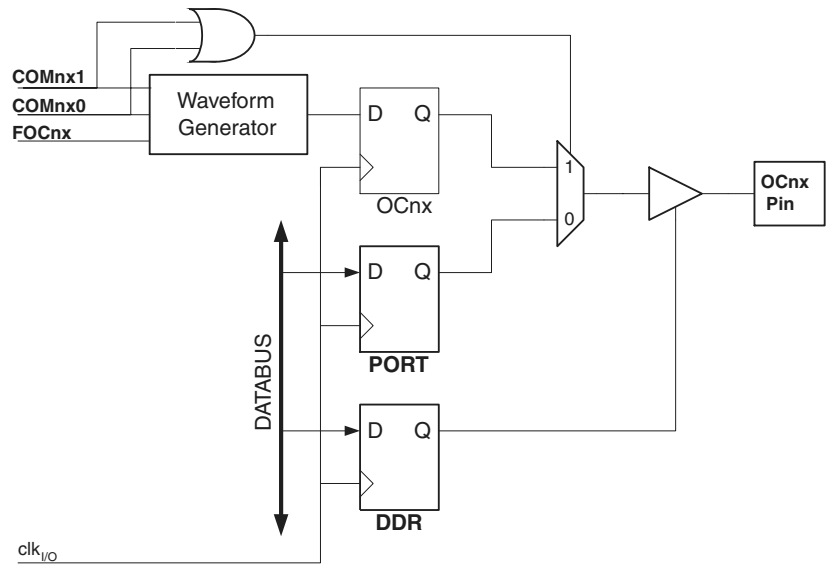 COMnx1
COMnx0
FOCnx
Waveform
Generator
D Q
OCnx
1
0
OCnx
Pin
D Q
PORT
D Q
DDR
DATABUS
clkI/O